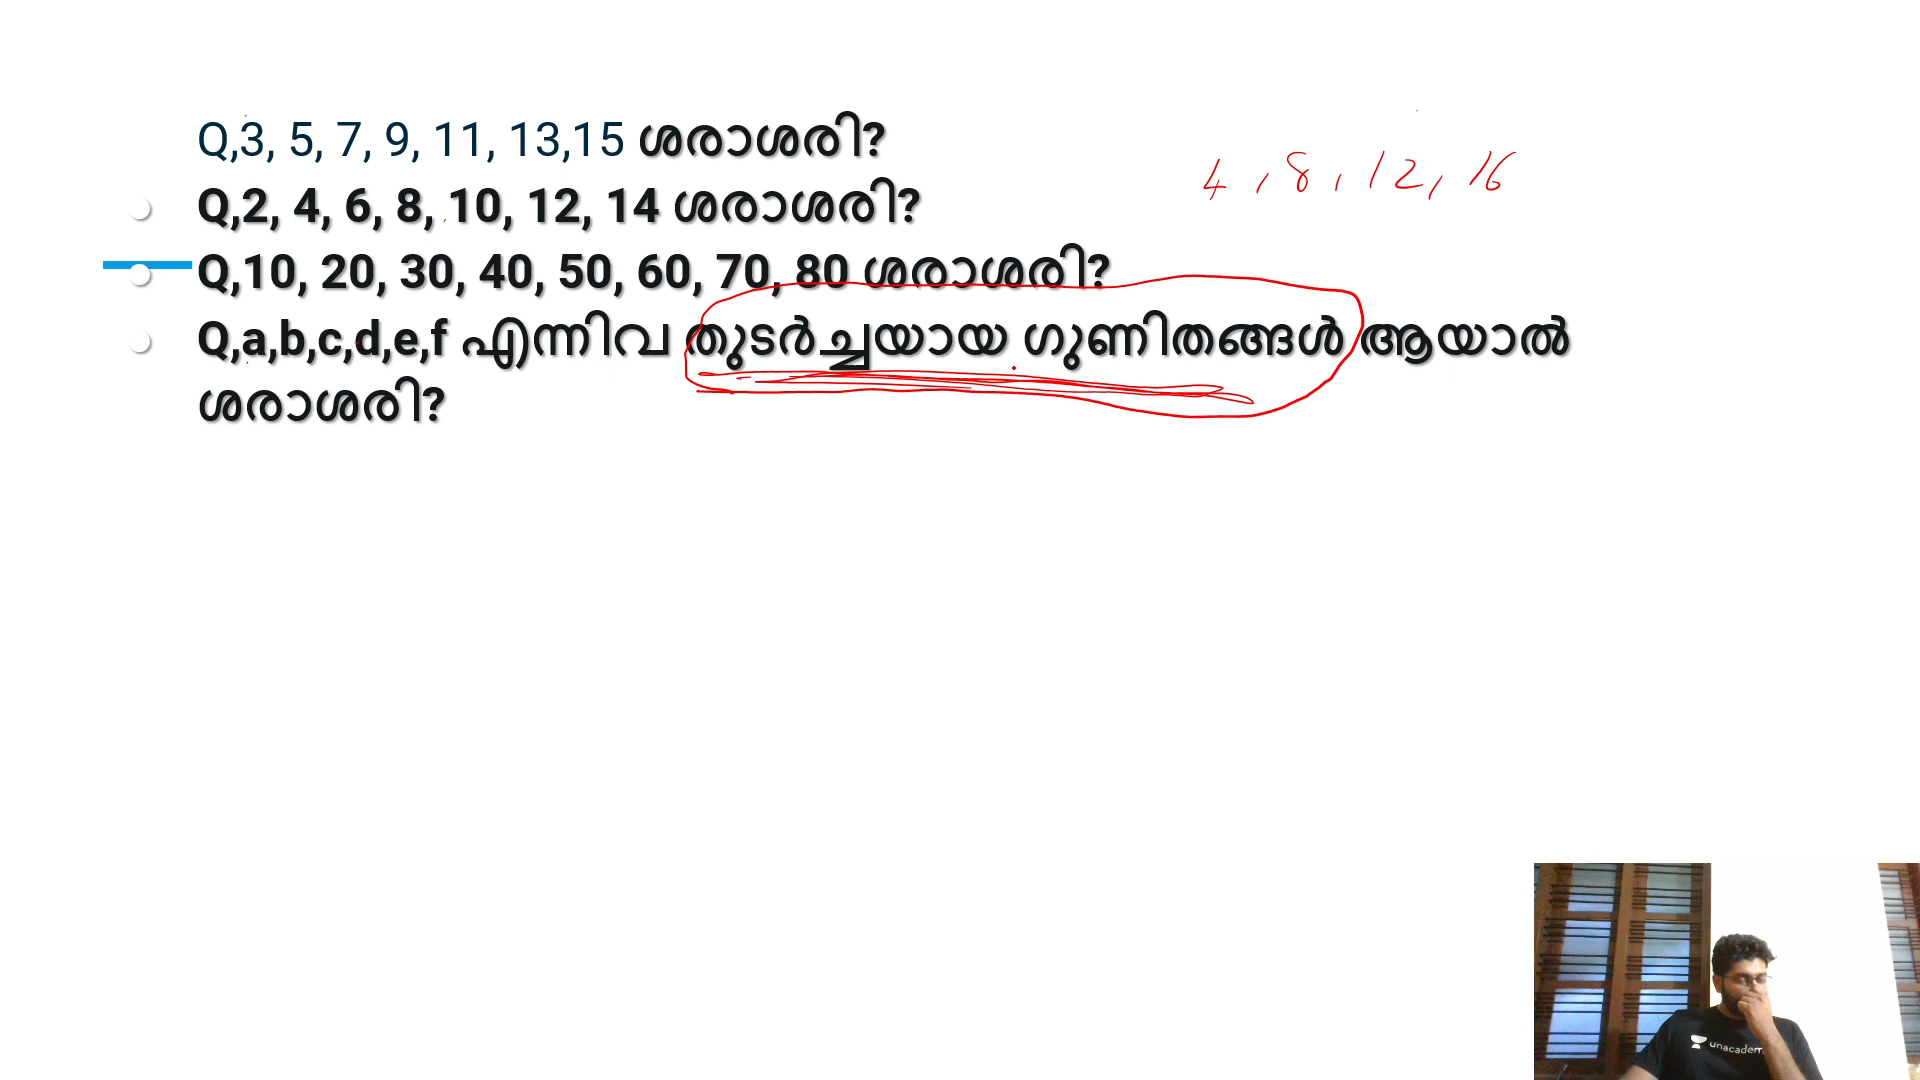 Q,3, 5, 7, 9, 11, 13,15 ശരാശരി?
4, 8, 12, 16
Q,2, 4, 6, 8, 10, 12, 14 ശരാശരി?
Q,10, 20, 30, 40, 50, 60, 70, 80 ശരാശരി?
Q,a,b,c,d,e,f എന്നിവ തുടർച്ചയായ ഗുണിതങ്ങൾ ആയാൽ
ശരാശരി?
unacadem